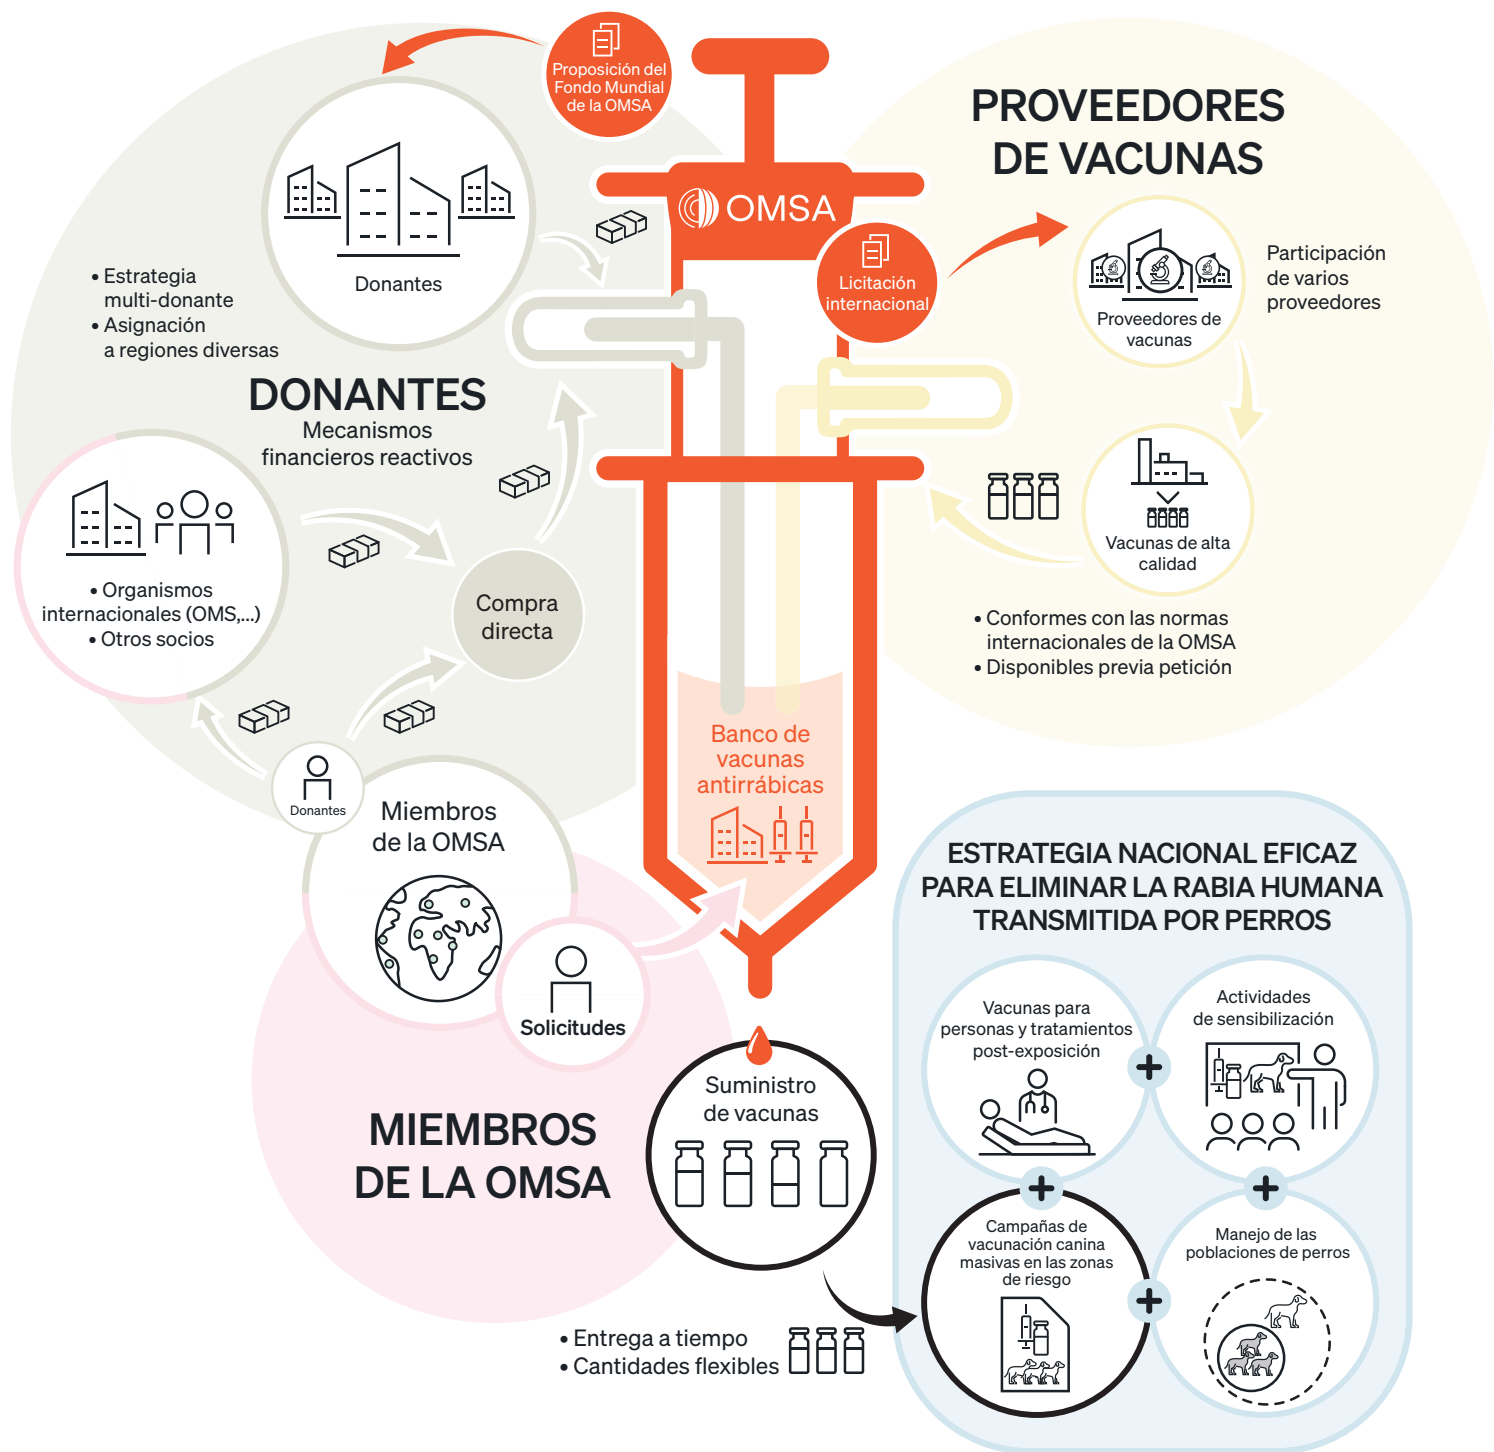 Proposición del
Fondo Mundial
de la OMSA
OMSA
Donantes
• Estrategia
multi-donante
• Asignación
a regiones diversas
DONANTES
Mecanismos
financieros reactivos
• Organismos
internacionales (OMS,...)
• Otros socios
Compra
directa
Donantes
Miembros
de la OMSA
Solicitudes
MIEMBROS
DE LA OMSA
PROVEEDORES
DE VACUNAS
Licitación
internacional
Proveedores de
vacunas
Participación
de varios
proveedores
Vacunas de alta
calidad
• Conformes con las normas
internacionales de la OMSA
• Disponibles previa petición
Banco de
vacunas
antirrábicas
Suministro
de vacunas
• Entrega a tiempo
• Cantidades flexibles
ESTRATEGIA NACIONAL EFICAZ
PARA ELIMINAR LA RABIA HUMANA
TRANSMITIDA POR PERROS
Vacunas para
personas y tratamientos
post-exposición
Actividades
de sensibilización
Campañas de
vacunación canina
masivas en las zonas
de riesgo
Manejo de las
poblaciones de perros